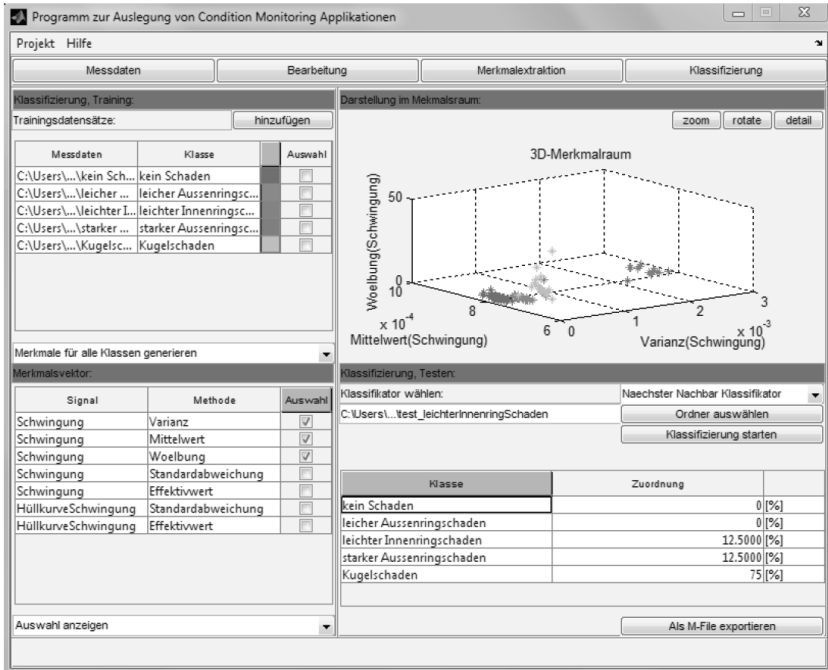 Programm zur Auslegung von Condition Monitoring Applikationen
Projekt Hilfe
Messdaten Bearbeitung Merkmalextraktion Klassifizierung
Klassifizierung, Training:
Trainingsdatensätze: hinzufügen
Messdaten Klasse Auswahl
C:\Users\...\kein Sch... kein Schaden
C:\Users\...\leicher ... leicher Aussenringsc...
C:\Users\...\leichter I... leichter Innenringsc...
C:\Users\...\starker ... starker Aussenringsc...
C:\Users\...\Kugelsc... Kugelschaden
Merkmale für alle Klassen generieren
Merkmalsvektor:
Signal Methode Auswahl
Schwingung Varianz
Schwingung Mittelwert
Schwingung Woelbung
Schwingung Standardabweichung
Schwingung Effektivwert
HüllkurveSchwingung Standardabweichung
HüllkurveSchwingung Effektivwert
Auswahl anzeigen
Darstellung im Mekmalsraum:
zoom rotate detail
3D-Merkmalraum
Woelbung(Schwingung)
50
0
10
8
6
x 10-4
Mittelwert(Schwingung)
0
1
2
3
x 10-3
Varianz(Schwingung)
Klassifizierung, Testen:
Klassifikator wählen: Naechster Nachbar Klassifikator
C:\Users\...\test_leichterInnenringSchaden Ordner auswählen
Klassifizierung starten
Klasse Zuordnung
kein Schaden 0 [%]
leicher Aussenringschaden 0 [%]
leichter Innenringschaden 12.5000 [%]
starker Aussenringschaden 12.5000 [%]
Kugelschaden 75 [%]
Als M-File exportieren